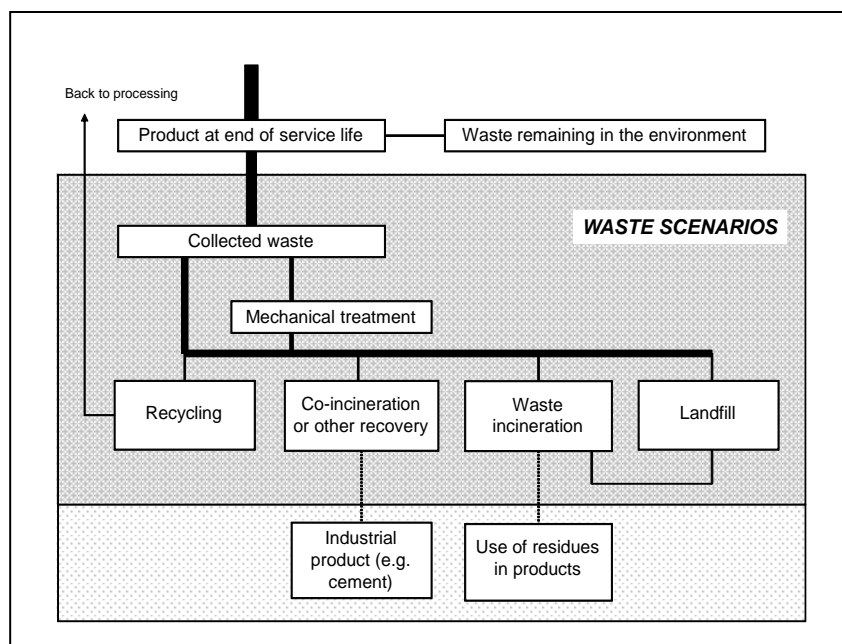 Back to processing
Product at end of service life
Waste remaining in the environment
WASTE SCENARIOS
Collected waste
Mechanical treatment
Recycling
Co-incineration
or other recovery
Waste
incineration
Landfill
Industrial
product (e.g.
cement)
Use of residues
in products